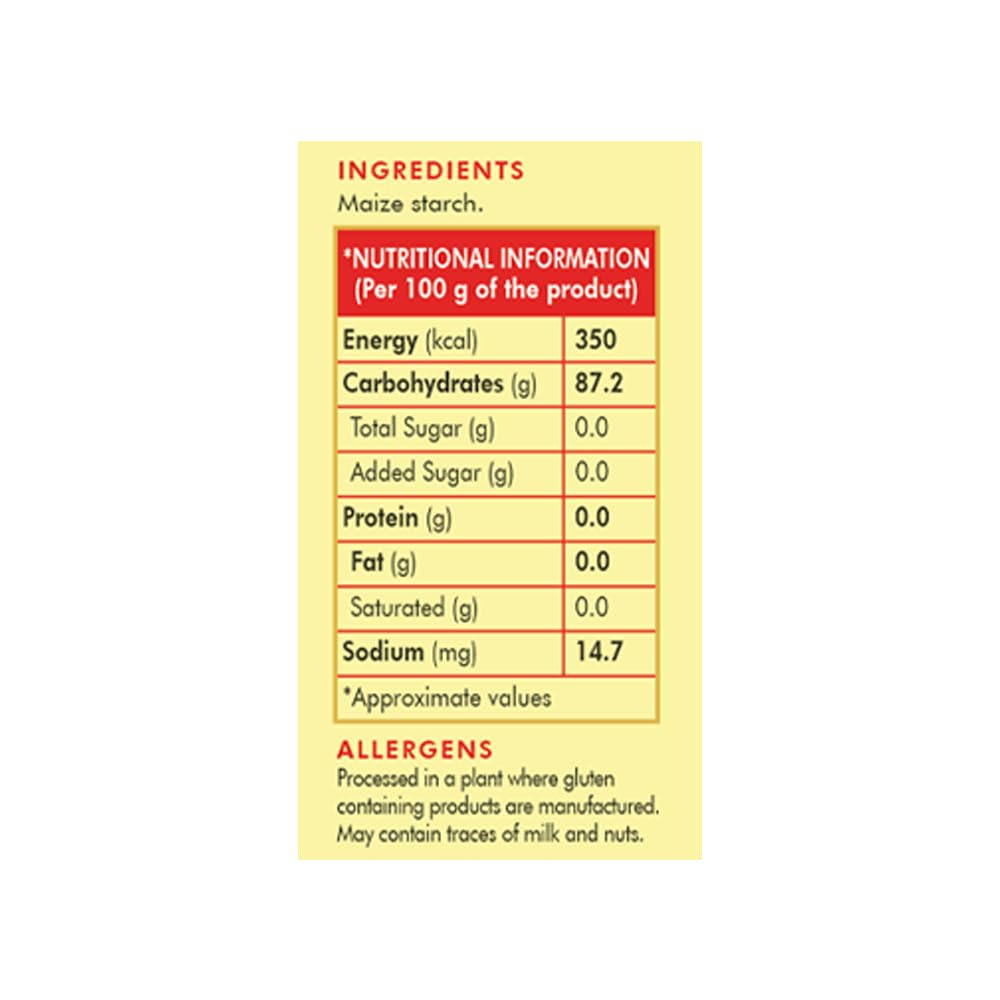 INGREDIENTS
Maize starch.
*NUTRITIONAL INFORMATION
(Per 100 g of the product)
Energy (kcal) 350
Carbohydrates (g) 87.2
Total Sugar (g) 0.0
Added Sugar (g) 0.0
Protein (g) 0.0
Fat (g) 0.0
Saturated (g) 0.0
Sodium (mg) 14.7
*Approximate values
ALLERGENS
Processed in a plant where gluten
containing products are manufactured.
May contain traces of milk and nuts.